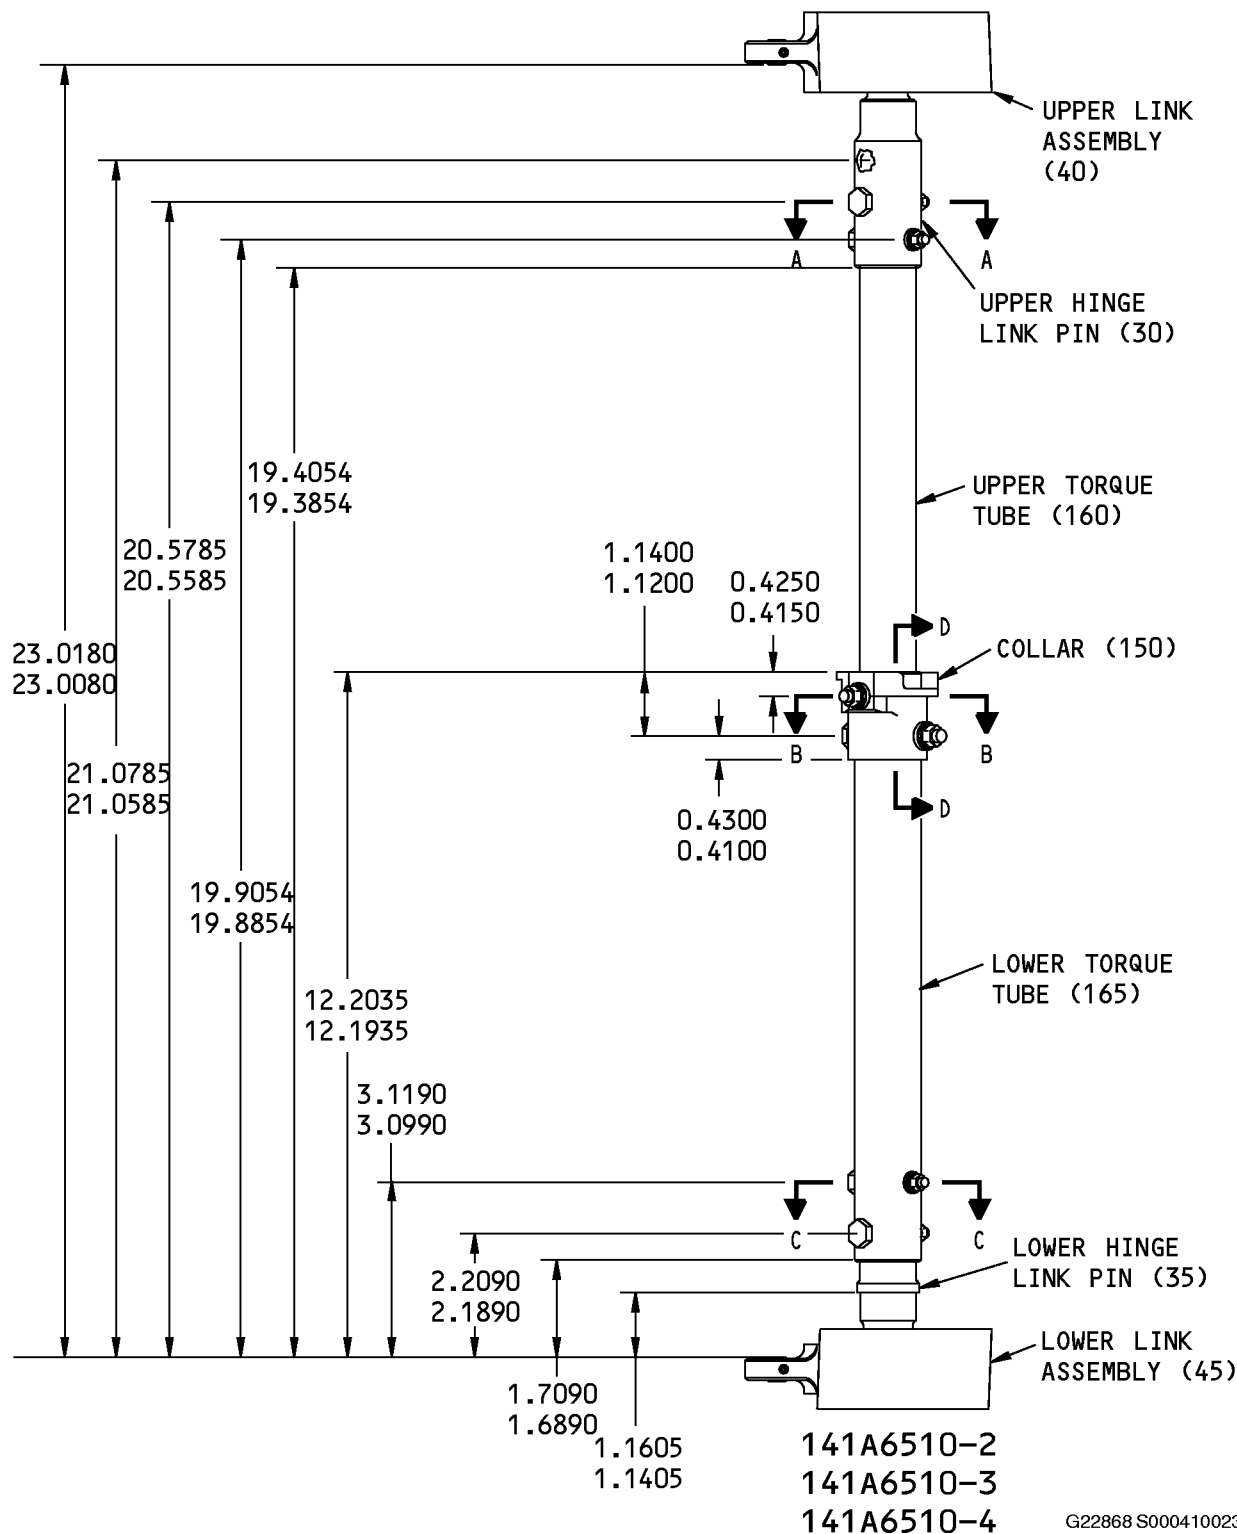 UPPER LINK
ASSEMBLY
(40)
A
A
UPPER HINGE
LINK PIN (30)
19.4054
19.3854
UPPER TORQUE
TUBE (160)
20.5785
20.5585
1.1400
1.1200
0.4250
0.4150
D
COLLAR (150)
23.0180
23.0080
B
B
21.0785
21.0585
D
0.4300
0.4100
19.9054
19.8854
LOWER TORQUE
TUBE (165)
12.2035
12.1935
3.1190
3.0990
C
C
LOWER HINGE
LINK PIN (35)
2.2090
2.1890
LOWER LINK
ASSEMBLY (45)
1.7090
1.6890
1.1605
1.1405
141A6510-2
141A6510-3
141A6510-4
G22868 S000410023